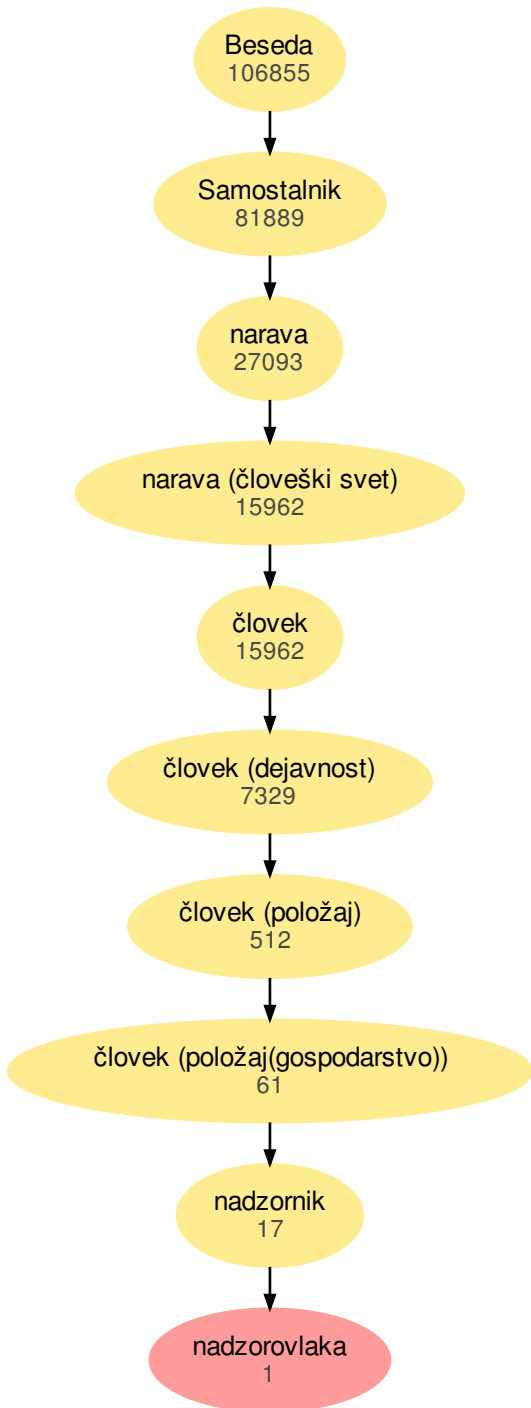 Beseda
106855
Samostalnik
81889
narava
27093
narava (človeški svet)
15962
človek
15962
človek (dejavnost)
7329
človek (položaj)
512
človek (položaj(gospodarstvo))
61
nadzornik
17
nadzorovlaka
1